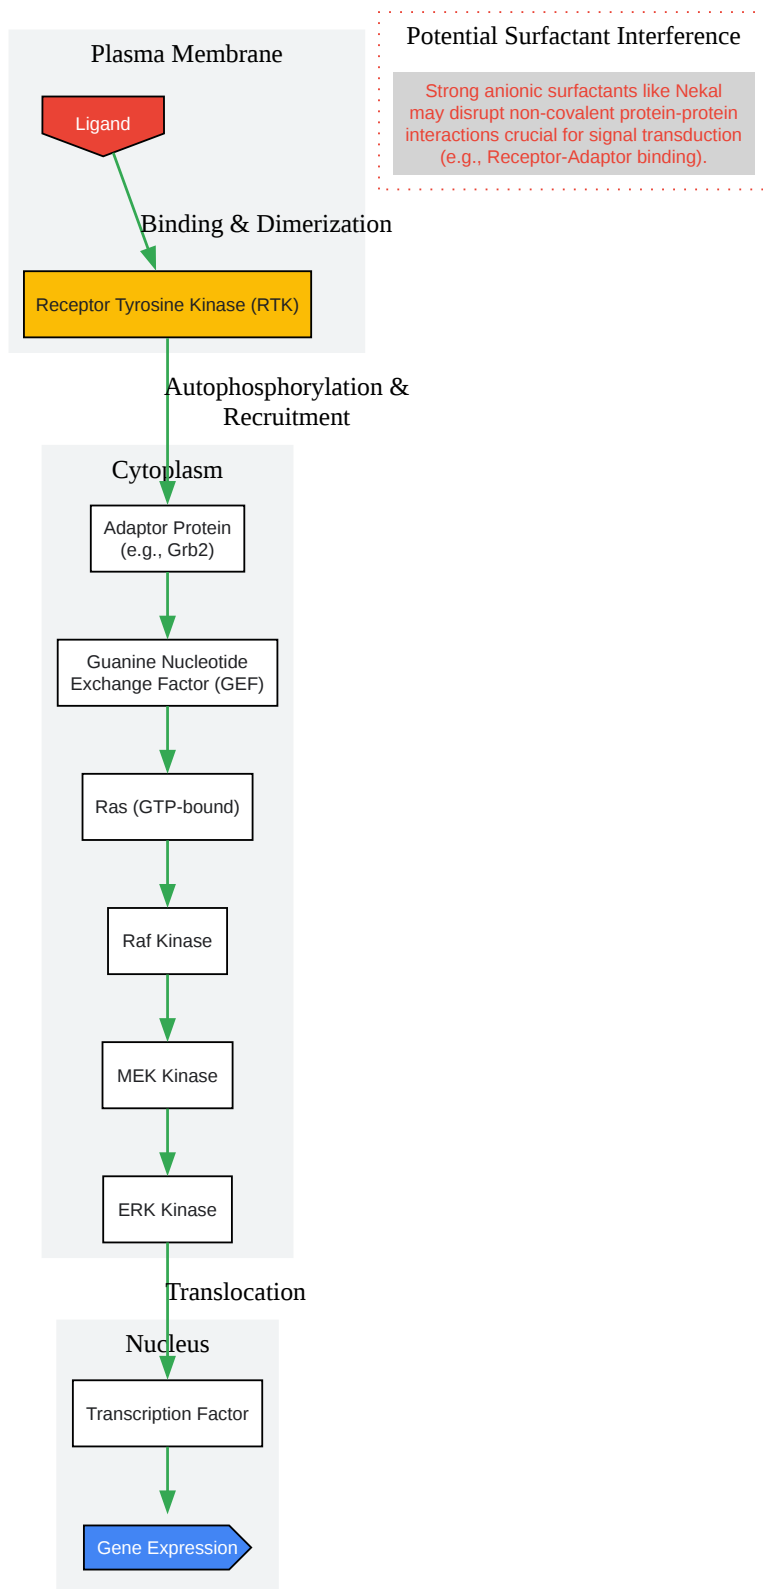 Plasma Membrane
Ligand
Binding & Dimerization
Receptor Tyrosine Kinase (RTK)
Autophosphorylation &
Recruitment
Cytoplasm
Adaptor Protein
(e.g., Grb2)
Guanine Nucleotide
Exchange Factor (GEF)
Ras (GTP-bound)
Raf Kinase
MEK Kinase
ERK Kinase
Translocation
Nucleus
Transcription Factor
Gene Expression
Potential Surfactant Interference
Strong anionic surfactants like Nekal
may disrupt non-covalent protein-protein
interactions crucial for signal transduction
(e.g., Receptor-Adaptor binding).